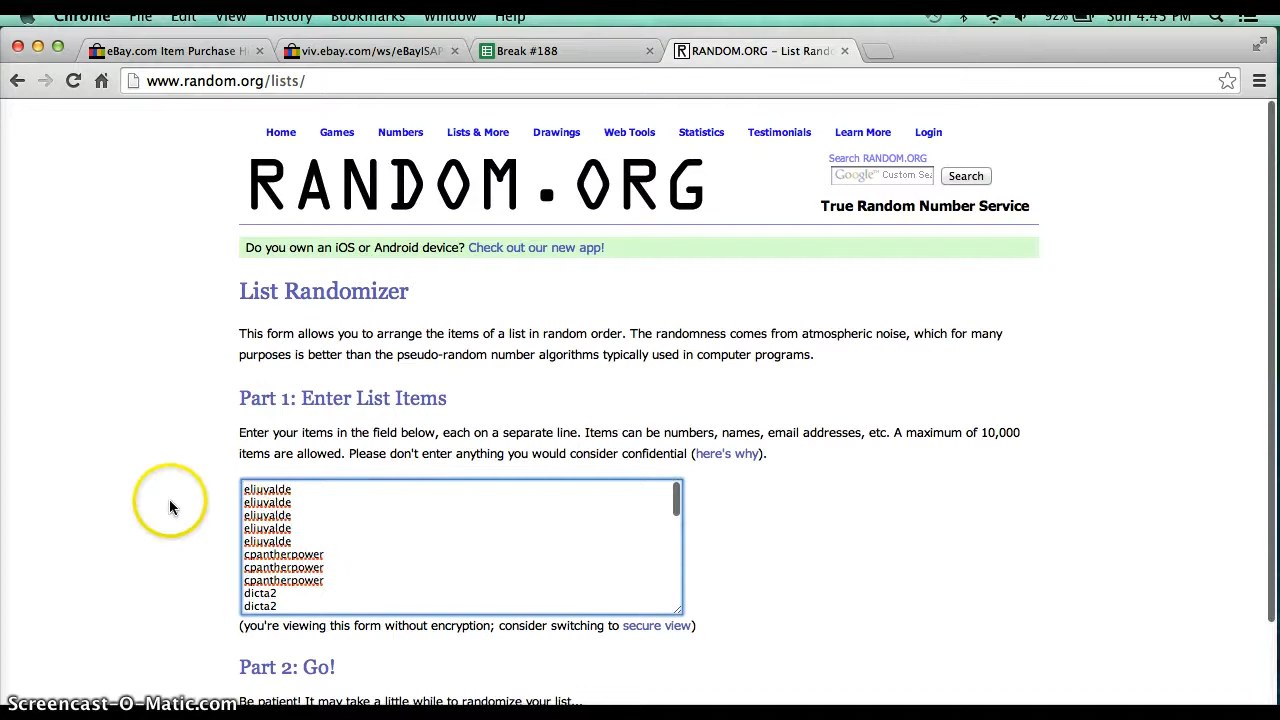 Chrome File Edit View History Bookmarks Window Help 92% Sun 4:45 PM
eBay.com Item Purchase Hi viv.ebay.com/ws/eBayISAP Break #188 RANDOM.ORG - List Rand
www.random.org/lists/
Home Games Numbers Lists & More Drawings Web Tools Statistics Testimonials Learn More Login
RANDOM.ORG
Search RANDOM.ORG
Google™ Custom Sea Search
True Random Number Service
Do you own an iOS or Android device? Check out our new app!
List Randomizer
This form allows you to arrange the items of a list in random order. The randomness comes from atmospheric noise, which for many
purposes is better than the pseudo-random number algorithms typically used in computer programs.
Part 1: Enter List Items
Enter your items in the field below, each on a separate line. Items can be numbers, names, email addresses, etc. A maximum of 10,000
items are allowed. Please don't enter anything you would consider confidential (here's why).
eljuvalde
eljuvalde
eljuvalde
eljuvalde
eljuvalde
cpantherpower
cpantherpower
cpantherpower
dicta2
dicta2
(you're viewing this form without encryption; consider switching to secure view)
Part 2: Go!
Be patient! It may take a little while to randomize your list...
Screencast-O-Matic.com